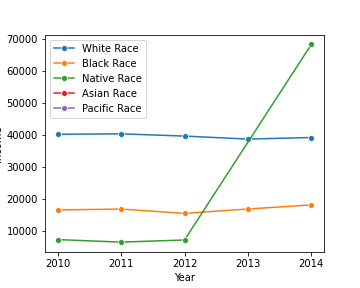 70000
60000
50000
40000
30000
20000
10000
White Race
Black Race
Native Race
Asian Race
Pacific Race
2010 2011 2012 2013 2014
Year